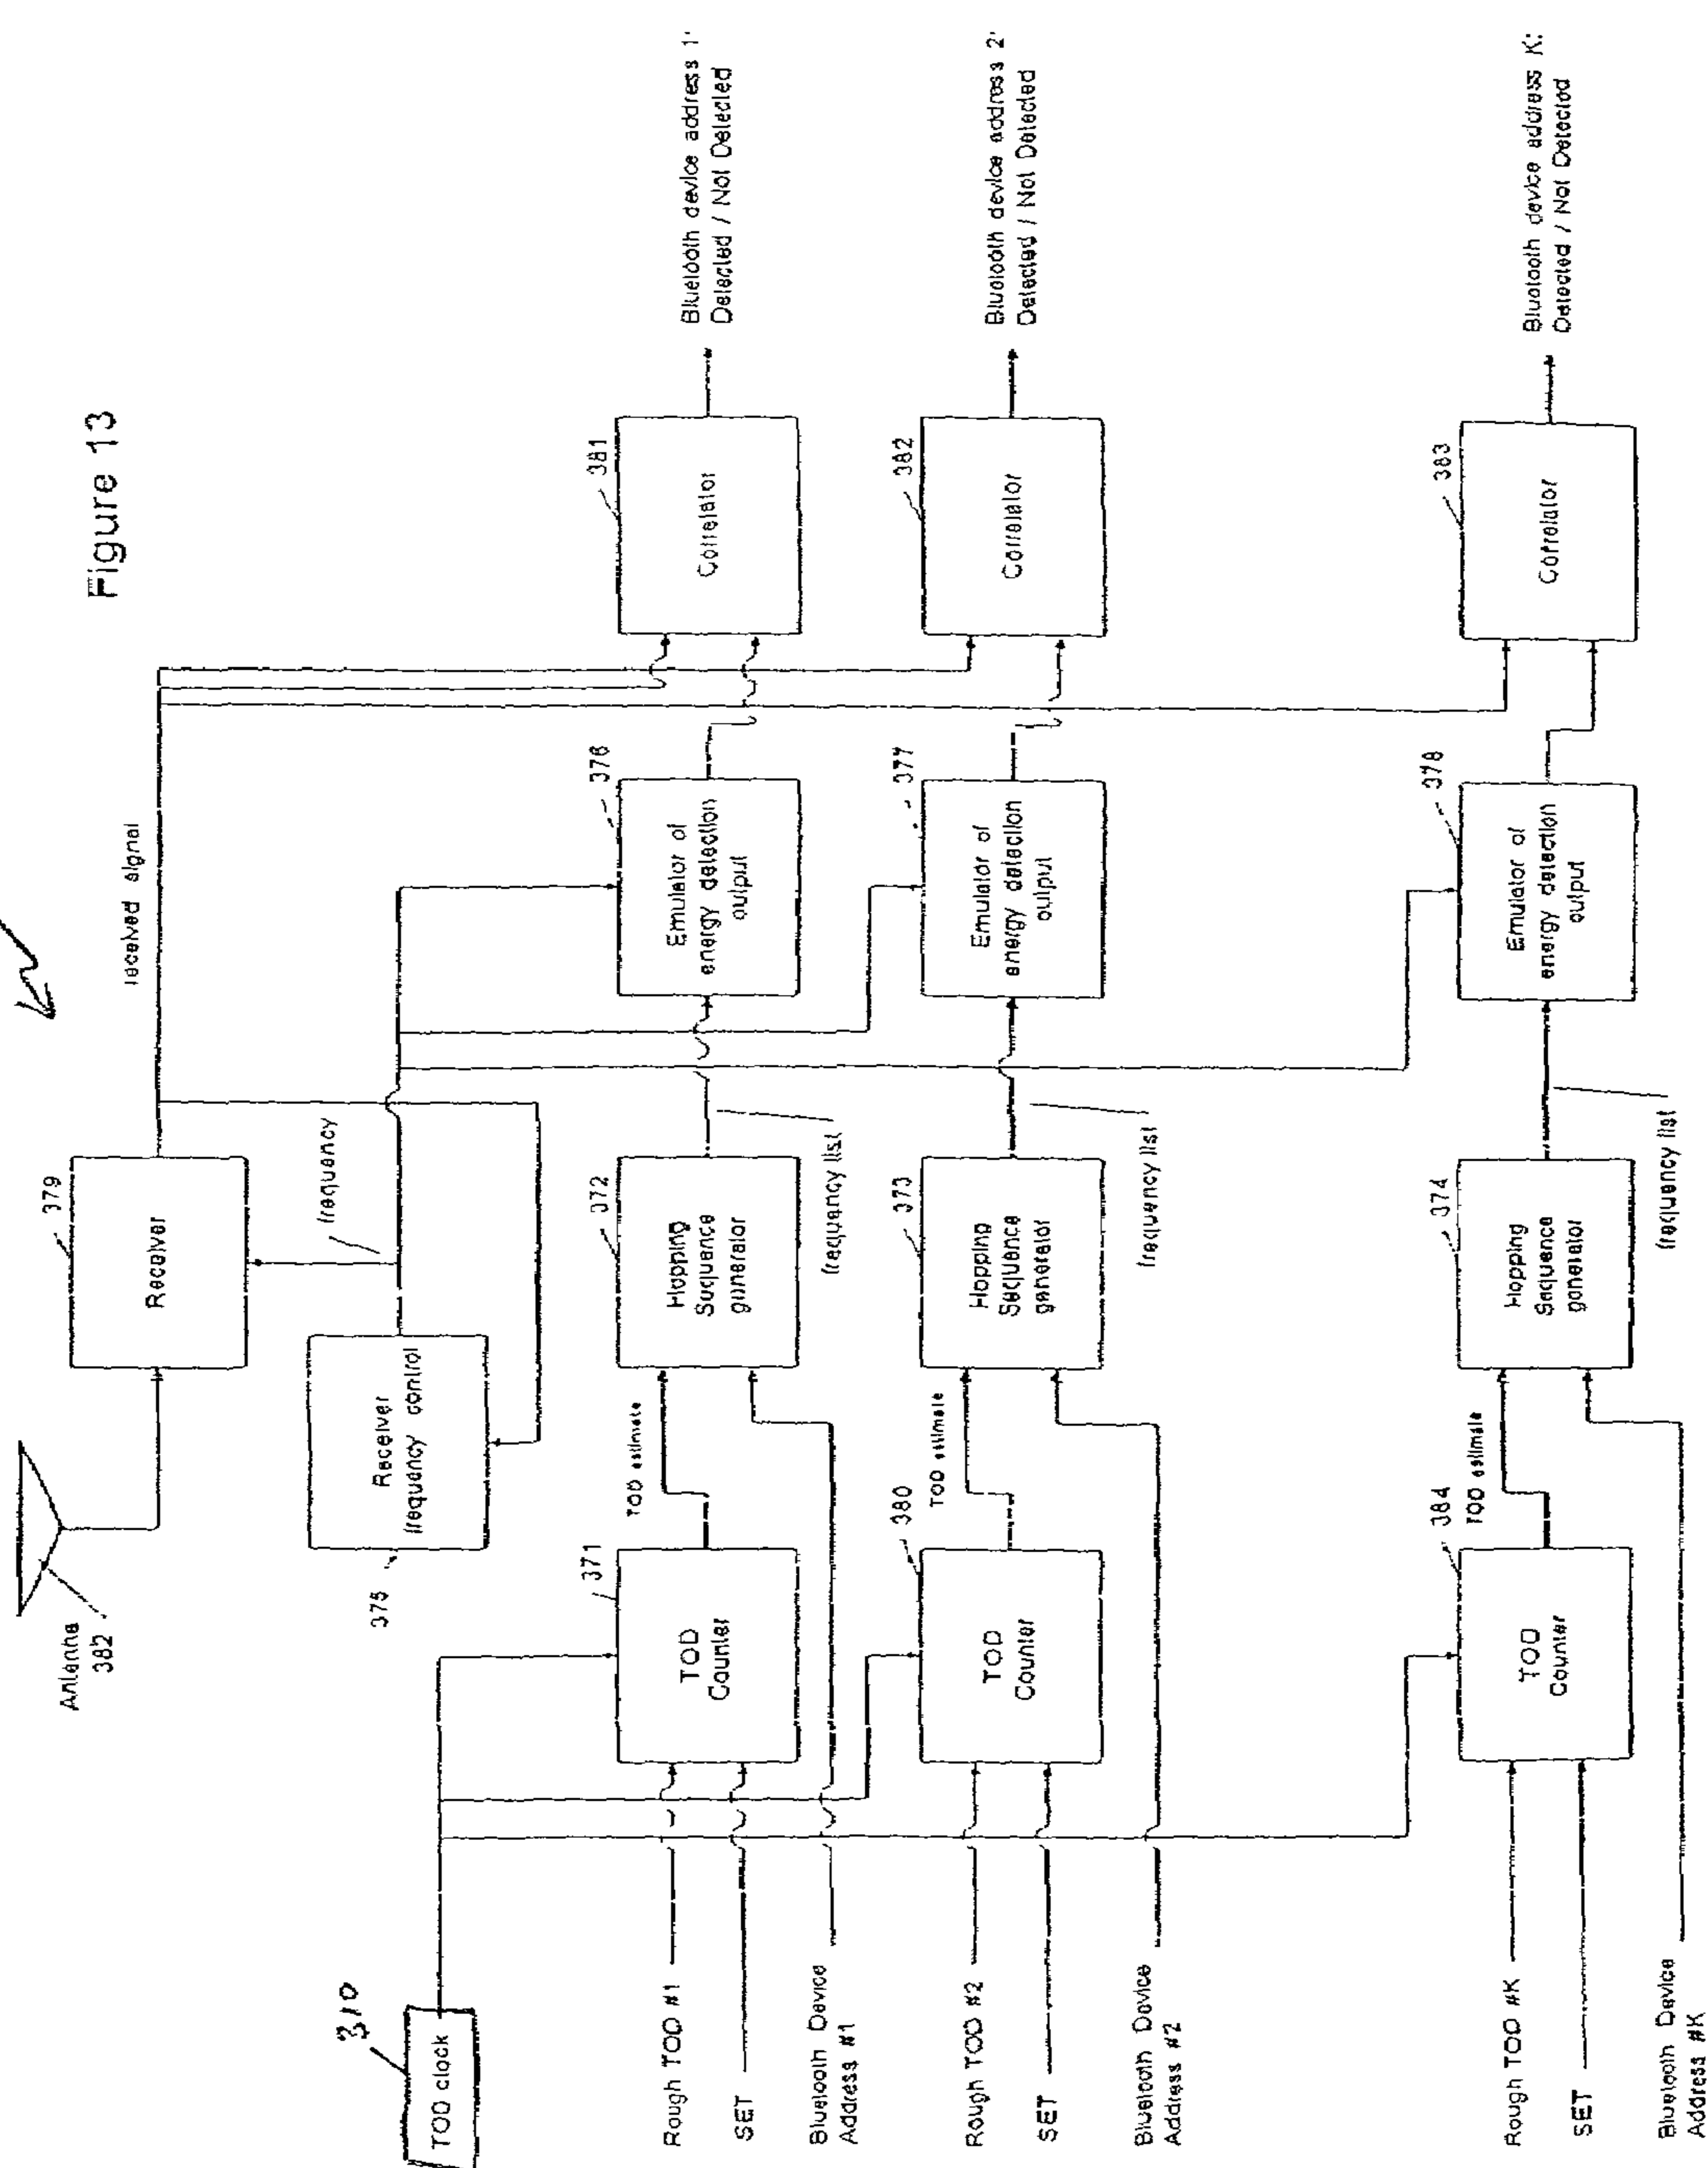 Figure 13
Antenna
382
379
Receiver
received signal
frequency
375
Receiver
frequency control
310
TOD clock
Rough TOD #1
SET
Bluetooth Device
Address #1
371
TOD
Counter
TOD estimate
372
Hopping
Sequence
generator
frequency list
376
Emulator of
energy detection
output
381
Correlator
Bluetooth device address 1:
Detected / Not Detected
Rough TOD #2
SET
Bluetooth Device
Address #2
380
TOD
Counter
TOD estimate
373
Hopping
Sequence
generator
frequency list
377
Emulator of
energy detection
output
382
Correlator
Bluetooth device address 2:
Detected / Not Detected
Rough TOD #K
SET
Bluetooth Device
Address #K
384
TOD
Counter
TOD estimate
374
Hopping
Sequence
generator
frequency list
378
Emulator of
energy detection
output
383
Correlator
Bluetooth device address K:
Detected / Not Detected